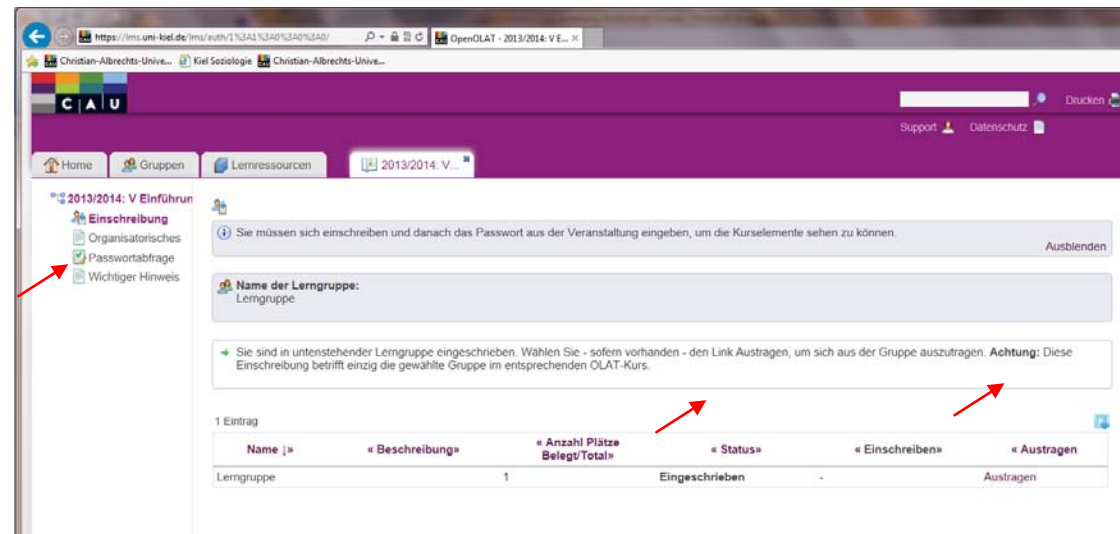 https://lms.uni-kiel.de/lms/auth/1%3A1%3A0%3A0%3A0/
OpenOLAT - 2013/2014: V E...
Christian-Albrechts-Unive... Kiel Soziologie Christian-Albrechts-Unive...
C|A|U
Drucken
Support Datenschutz
Home Gruppen Lernressourcen 2013/2014: V...
2013/2014: V Einführun
Einschreibung
Organisatorisches
Passwortabfrage
Wichtiger Hinweis
Sie müssen sich einschreiben und danach das Passwort aus der Veranstaltung eingeben, um die Kurselemente sehen zu können.
Ausblenden
Name der Lerngruppe:
Lerngruppe
Sie sind in untenstehender Lerngruppe eingeschrieben. Wählen Sie - sofern vorhanden - den Link Austragen, um sich aus der Gruppe auszutragen. Achtung: Diese
Einschreibung betrifft einzig die gewählte Gruppe im entsprechenden OLAT-Kurs.
1 Eintrag
Name ↓» « Beschreibung» « Anzahl Plätze Belegt/Total» « Status» « Einschreiben» « Austragen
Lerngruppe 1 Eingeschrieben - Austragen